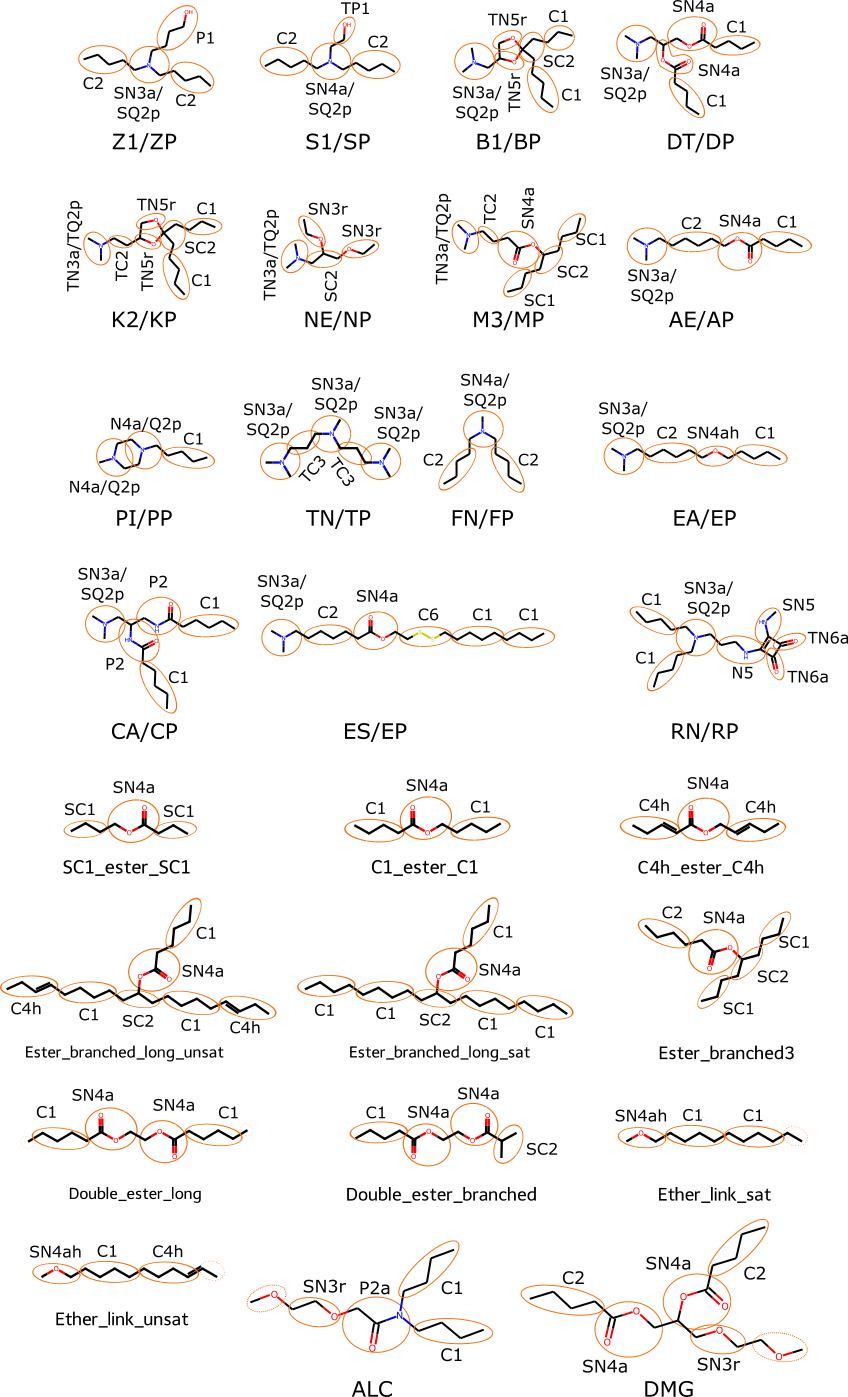 P1
OH
C2
SN3a/
SQ2p
N
C2
Z1/ZP
TP1
OH
C2
C2
SN4a/
SQ2p
N
S1/SP
TN5r
C1
SC2
SN3a/
SQ2p
TN5r
C1
N
O
O
B1/BP
SN4a
C1
SN3a/
SQ2p
SN4a
C1
N
O
O
O
O
DT/DP
TN3a/TQ2p
TN5r
C1
SC2
TC2
TN5r
C1
N
O
O
K2/KP
TN3a/TQ2p
SN3r
SN3r
SC2
N
O
O
NE/NP
TN3a/TQ2p
TC2
SN4a
SC1
SC2
SC1
N
O
O
M3/MP
C2
SN4a
C1
SN3a/
SQ2p
N
O
O
AE/AP
N4a/Q2p
C1
N4a/Q2p
N
N
PI/PP
SN3a/
SQ2p
SN3a/
SQ2p
SN3a/
SQ2p
TC3
TC3
N
N
N
TN/TP
SN4a/
SQ2p
C2
C2
N
FN/FP
SN3a/
SQ2p
C2
SN4ah
C1
N
O
EA/EP
SN3a/
SQ2p
P2
C1
P2
C1
N
NH
O
HN
O
CA/CP
SN3a/
SQ2p
C2
SN4a
C6
C1
C1
N
O
O
S
S
ES/EP
C1
SN3a/
SQ2p
SN5
TN6a
C1
N5
TN6a
N
N
H
HN
O
O
RN/RP
SN4a
SC1
SC1
O
O
SC1_ester_SC1
SN4a
C1
C1
O
O
C1_ester_C1
SN4a
C4h
C4h
O
O
C4h_ester_C4h
C1
SN4a
C4h
C1
SC2
C1
C4h
O
O
Ester_branched_long_unsat
C1
SN4a
C1
C1
SC2
C1
C1
O
O
Ester_branched_long_sat
C2
SN4a
SC1
SC2
SC1
O
O
Ester_branched3
C1
SN4a
SN4a
C1
O
O
O
O
Double_ester_long
SN4a
C1
SN4a
SC2
O
O
O
O
Double_ester_branched
SN4ah
C1
C1
O
Ether_link_sat
SN4ah
C1
C4h
O
Ether_link_unsat
SN3r
P2a
C1
C1
O
O
O
N
ALC
SN4a
C2
C2
SN4a
SN3r
O
O
O
O
O
O
DMG